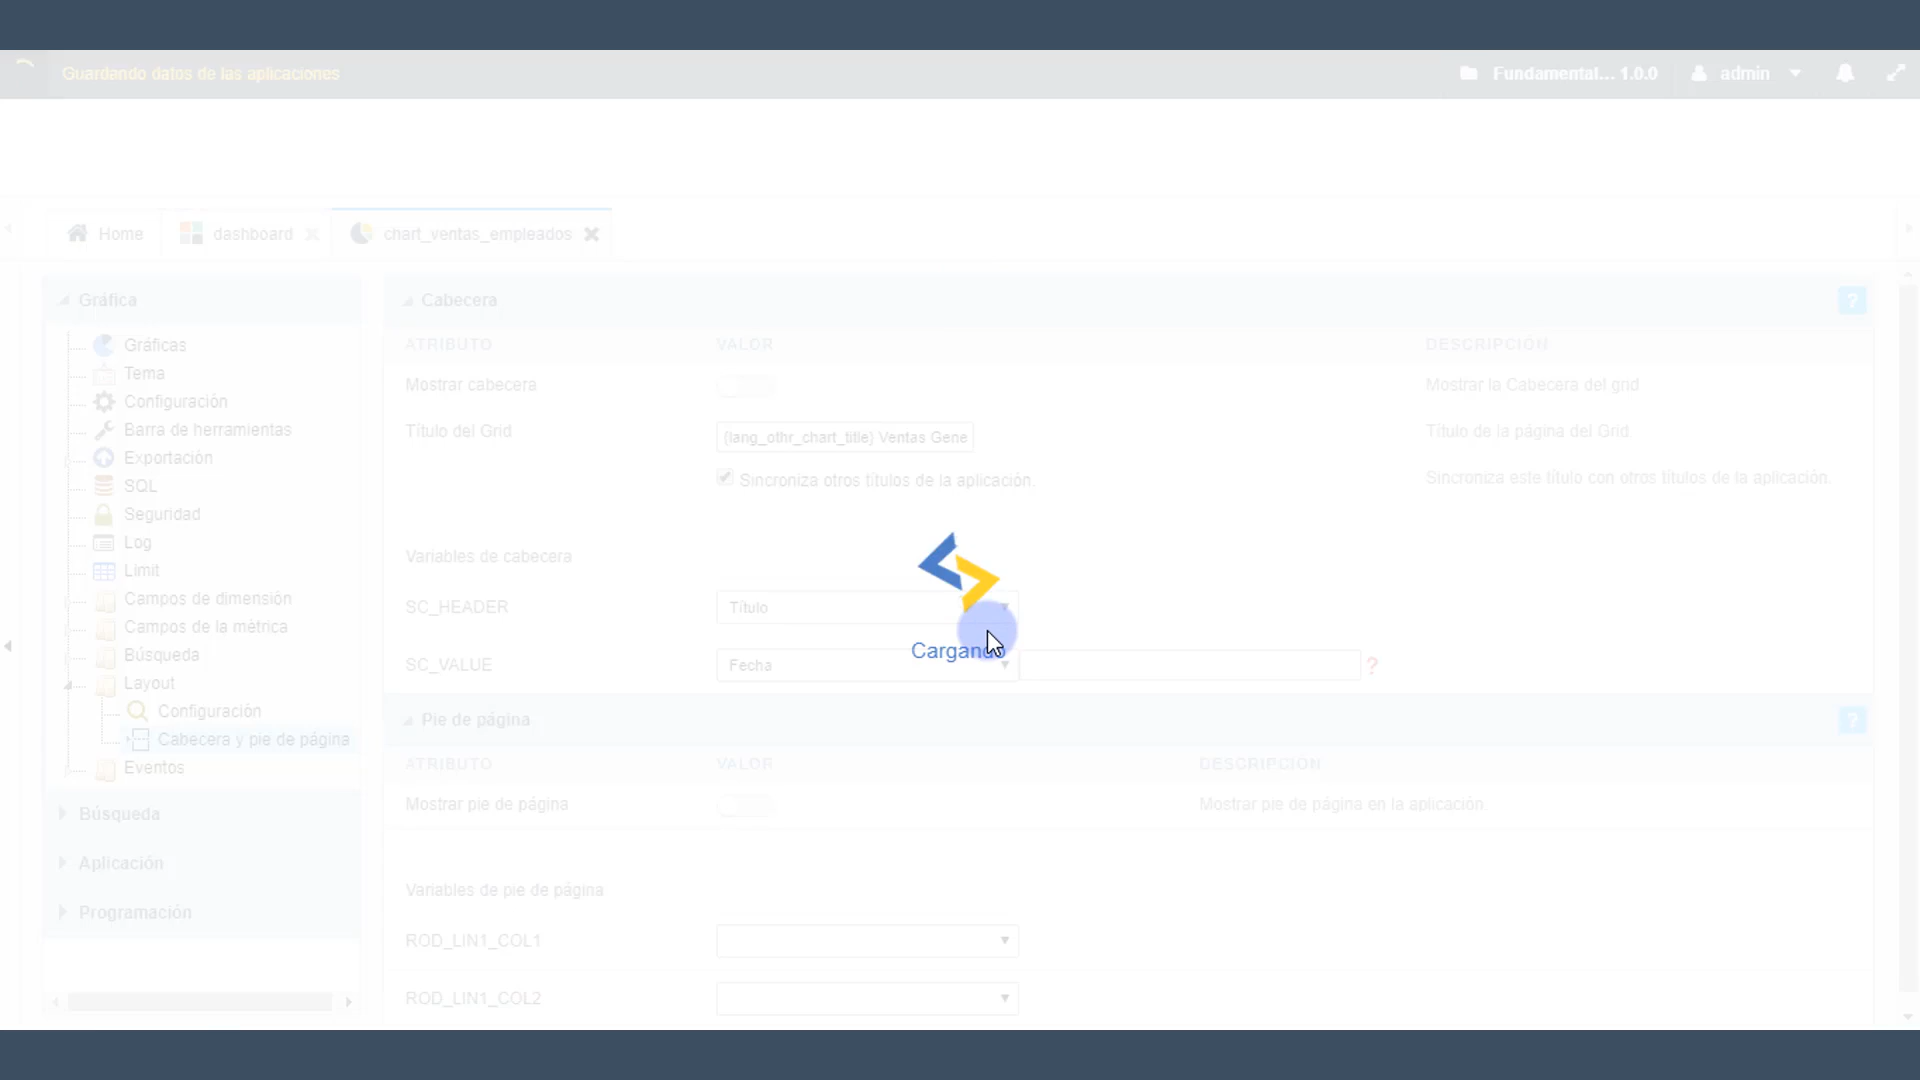 Guardando datos de las aplicaciones
Fundamental... 1.0.0
admin
Home
dashboard
chart_ventas_empleados
Gráfica
Gráficas
Tema
Configuración
Barra de herramientas
Exportación
SQL
Seguridad
Log
Limit
Campos de dimensión
Campos de la métrica
Búsqueda
Layout
Configuración
Cabecera y pie de página
Eventos
Búsqueda
Aplicación
Programación
Cabecera
?
ATRIBUTO VALOR DESCRIPCIÓN
Mostrar cabecera Mostrar la Cabecera del grid
Título del Grid {lang_othr_chart_title} Ventas Gene Título de la página del Grid.
Sincroniza otros títulos de la aplicación. Sincroniza este título con otros títulos de la aplicación.
Variables de cabecera
SC_HEADER Título
Cargando
SC_VALUE Fecha ?
Pie de página
?
ATRIBUTO VALOR DESCRIPCIÓN
Mostrar pie de página Mostrar pie de página en la aplicación
Variables de pie de página
ROD_LIN1_COL1
ROD_LIN1_COL2